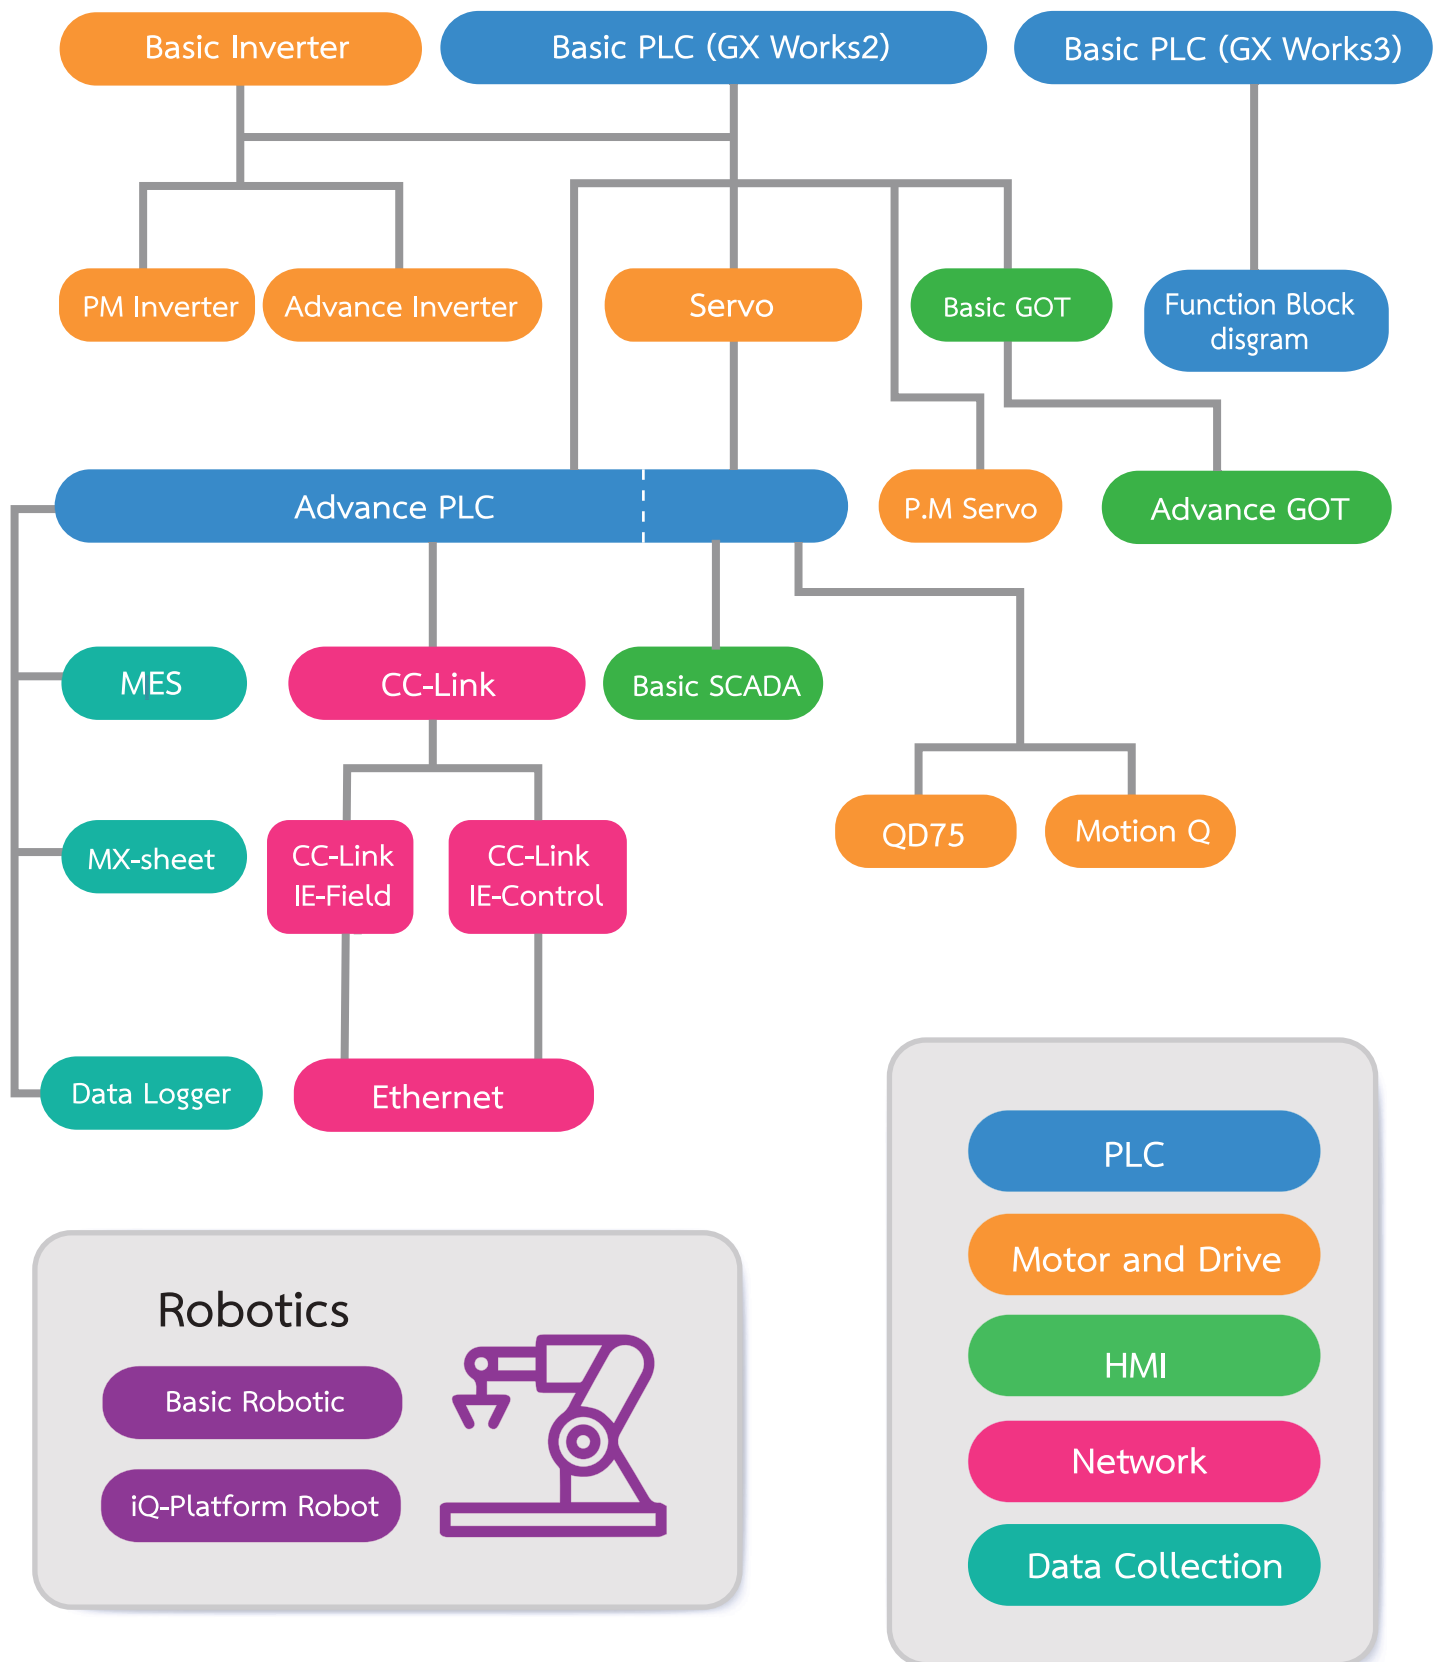 Basic Inverter
Basic PLC (GX Works2)
Basic PLC (GX Works3)
PM Inverter
Advance Inverter
Servo
Basic GOT
Function Block
disgram
Advance PLC
P.M Servo
Advance GOT
MES
CC-Link
Basic SCADA
QD75
Motion Q
MX-sheet
CC-Link
IE-Field
CC-Link
IE-Control
Data Logger
Ethernet
Robotics
Basic Robotic
iQ-Platform Robot
PLC
Motor and Drive
HMI
Network
Data Collection